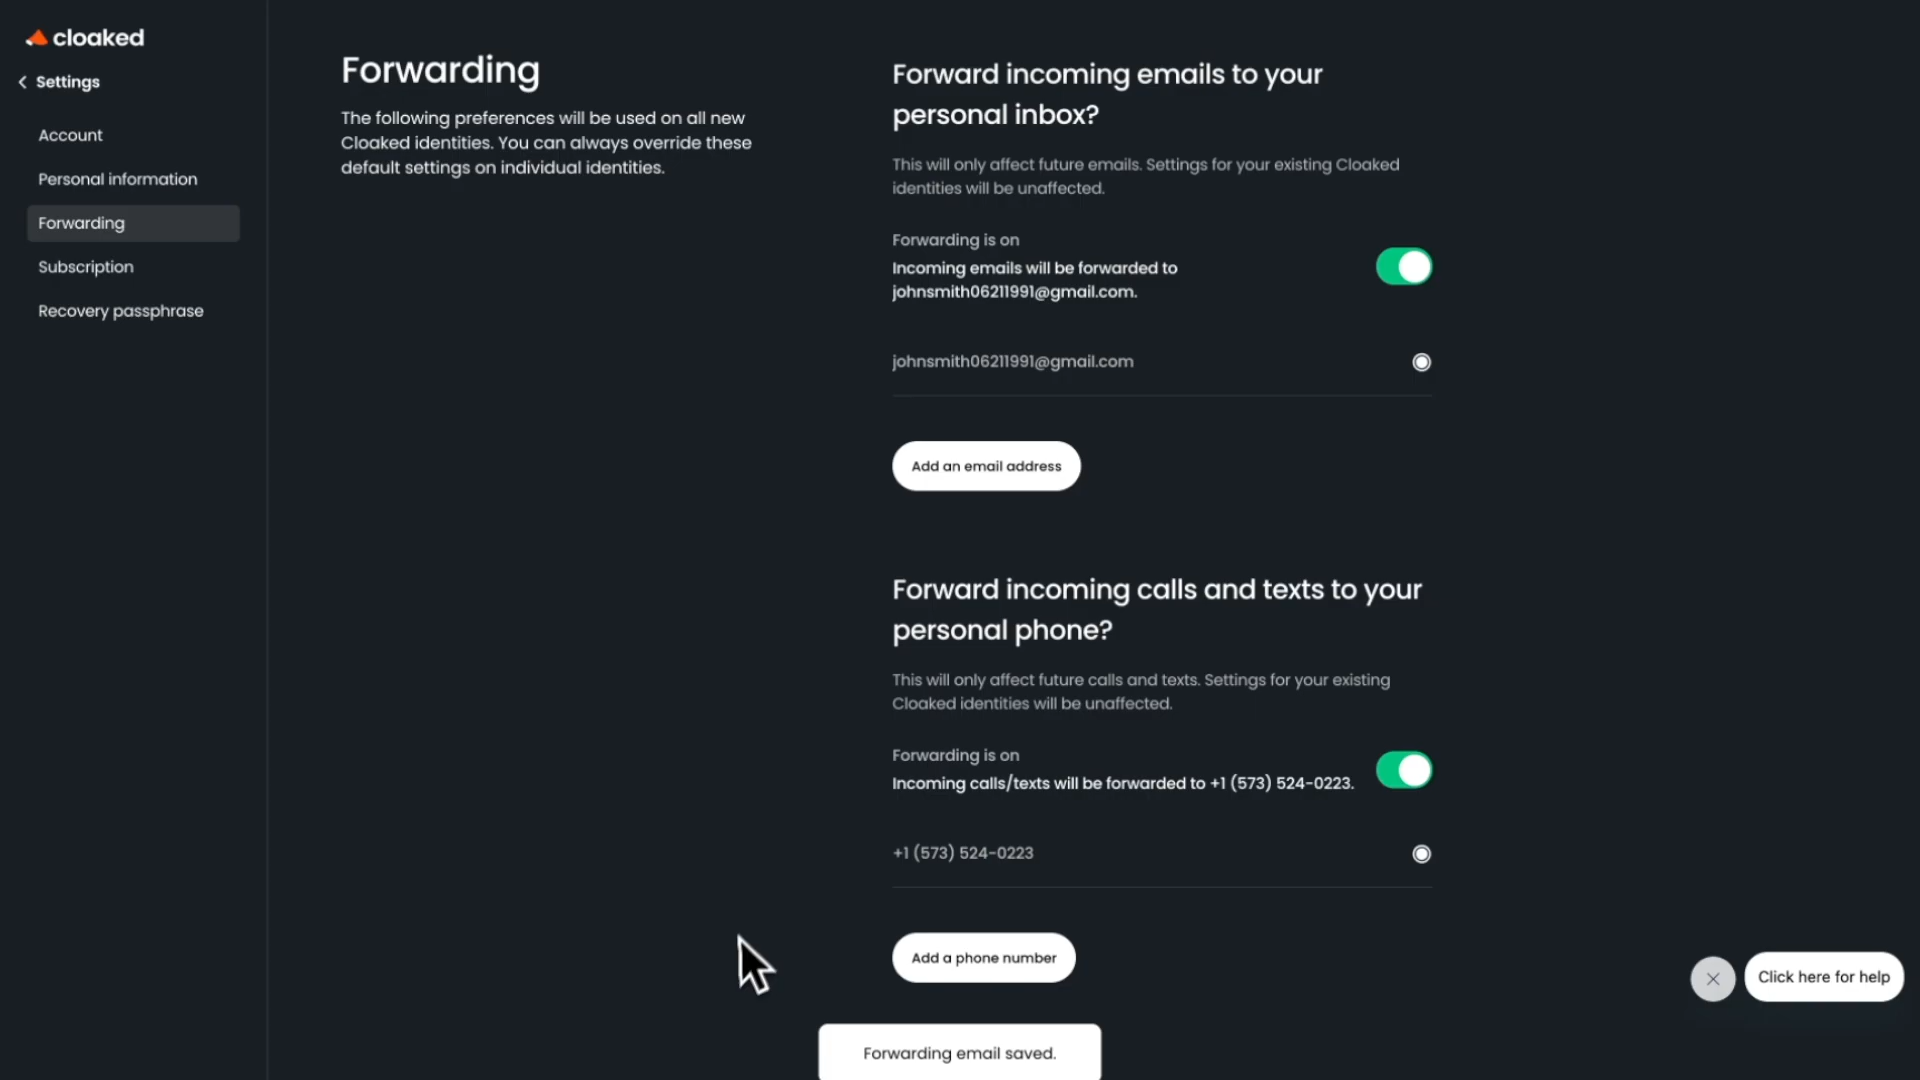 cloaked
Settings
Account
Personal information
Forwarding
Subscription
Recovery passphrase
Forwarding
The following preferences will be used on all new
Cloaked identities. You can always override these
default settings on individual identities.
Forward incoming emails to your
personal inbox?
This will only affect future emails. Settings for your existing Cloaked
identities will be unaffected.
Forwarding is on
Incoming emails will be forwarded to
johnsmith06211991@gmail.com.
johnsmith06211991@gmail.com
Add an email address
Forward incoming calls and texts to your
personal phone?
This will only affect future calls and texts. Settings for your existing
Cloaked identities will be unaffected.
Forwarding is on
Incoming calls/texts will be forwarded to +1 (573) 524-0223.
+1 (573) 524-0223
Add a phone number
Click here for help
Forwarding email saved.